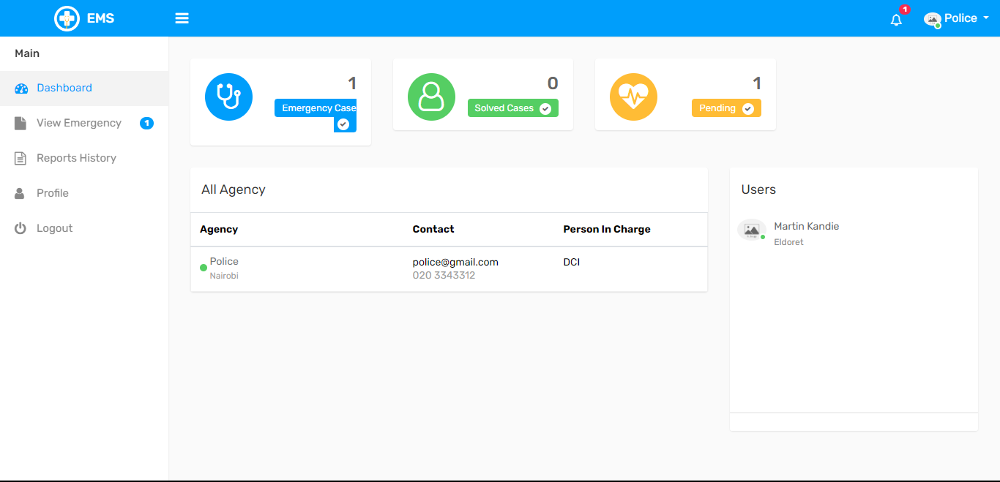 EMS
1
Police
Main
Dashboard
View Emergency 1
Reports History
Profile
Logout
1
Emergency Case
0
Solved Cases
1
Pending
All Agency
Agency Contact Person In Charge
Police police@gmail.com DCI
Nairobi 020 3343312
Users
Martin Kandie
Eldoret